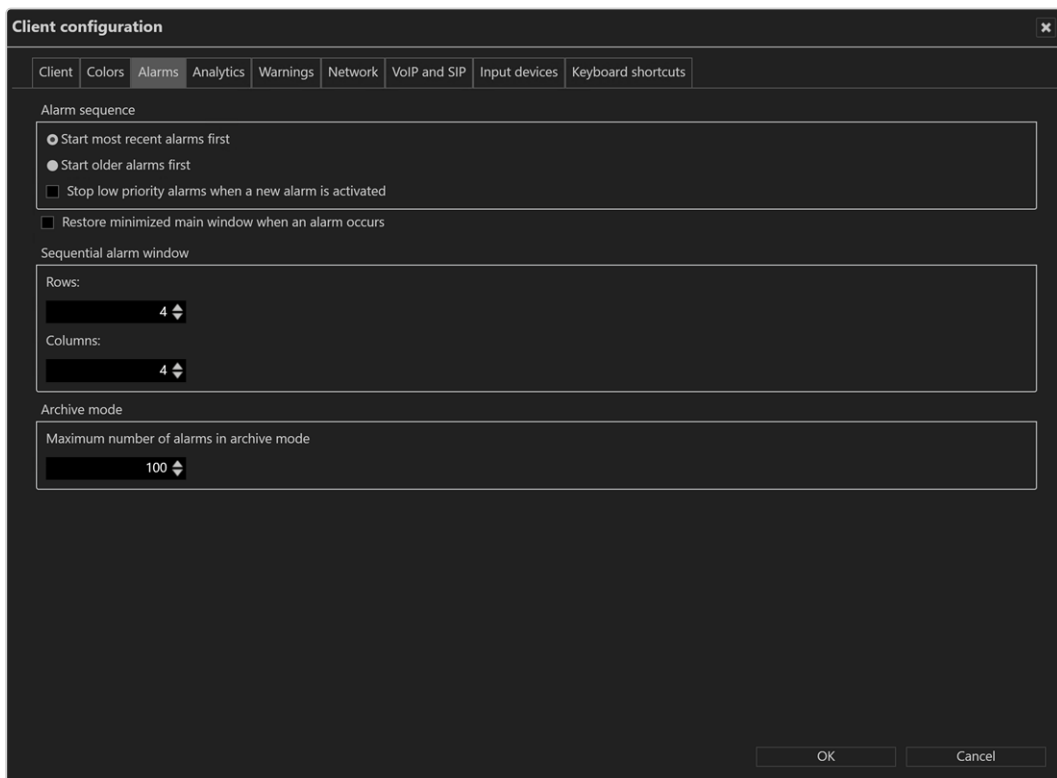 Client configuration
Client Colors Alarms Analytics Warnings Network VoIP and SIP Input devices Keyboard shortcuts
Alarm sequence
Start most recent alarms first
Start older alarms first
Stop low priority alarms when a new alarm is activated
Restore minimized main window when an alarm occurs
Sequential alarm window
Rows:
4
Columns:
4
Archive mode
Maximum number of alarms in archive mode
100
OK Cancel